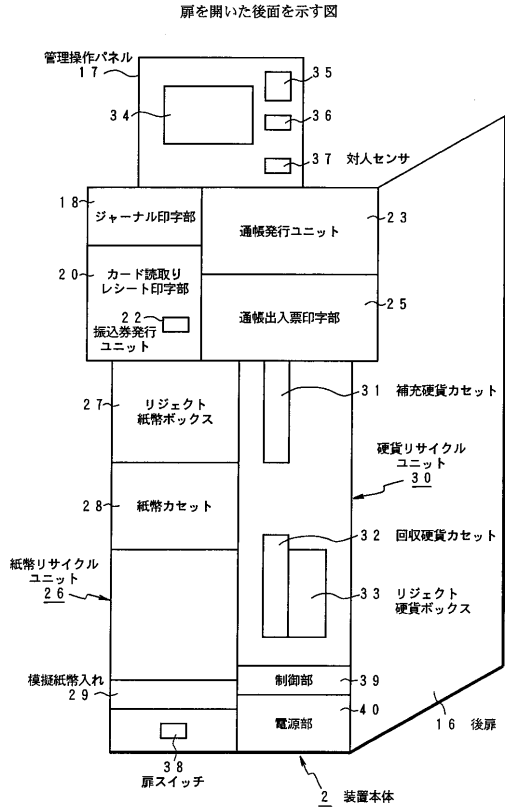 扉を開いた後面を示す図
管理操作パネル
17
34
35
36
37 対人センサ
18
ジャーナル印字部
通帳発行ユニット
23
20
カード読取り
レシート印字部
22
振込券発行
ユニット
通帳出入票印字部
25
27
リジェクト
紙幣ボックス
31 補充硬貨カセット
硬貨リサイクル
ユニット
30
28
紙幣カセット
32 回収硬貨カセット
紙幣リサイクル
ユニット
26
33 リジェクト
硬貨ボックス
模擬紙幣入れ
29
制御部
39
電源部
40
16 後扉
38
扉スイッチ
2 装置本体